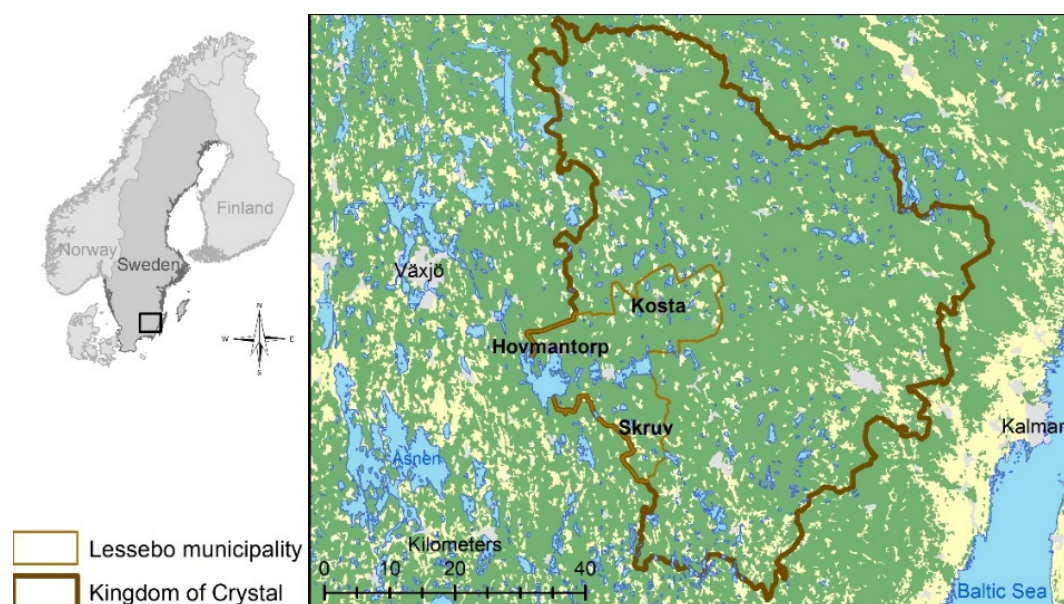 Finland
Norway
Sweden
N
W E
S
Växjö
Kosta
Hovmantorp
Skruv
Kalmar
Åsnen
Kilometers
0 10 20 40
Baltic Sea
Lessebo municipality
Kingdom of Crystal